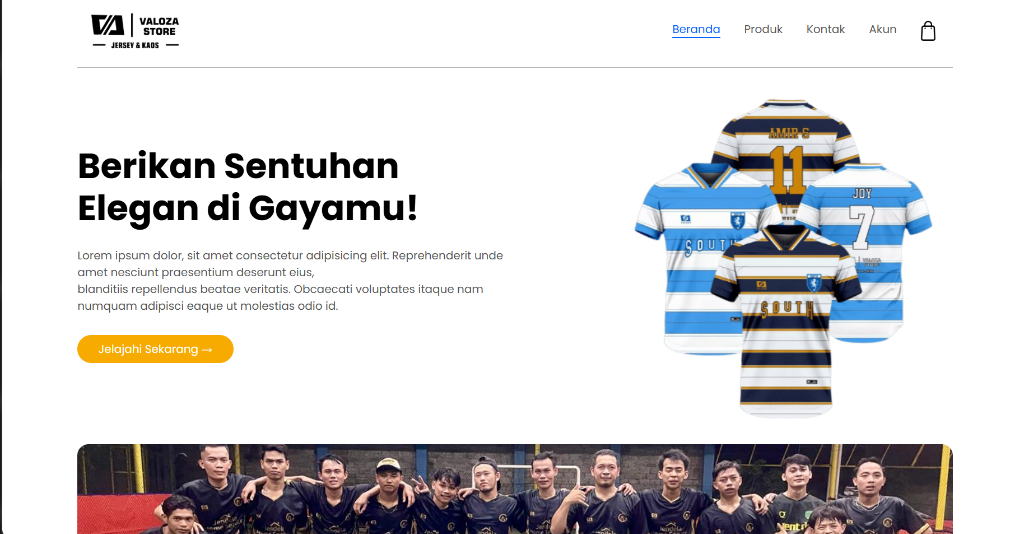 VALOZA
STORE
JERSEY & KAOS
Beranda
Produk
Kontak
Akun
Berikan Sentuhan
Elegan di Gayamu!
Lorem ipsum dolor, sit amet consectetur adipisicing elit. Reprehenderit unde
amet nesciunt praesentium deserunt eius,
blanditiis repellendus beatae veritatis. Obcaecati voluptates itaque nam
numquam adipisci eaque ut molestias odio id.
Jelajahi Sekarang →
AMIR S
11
JOY
7
SOUTH
SOUTH